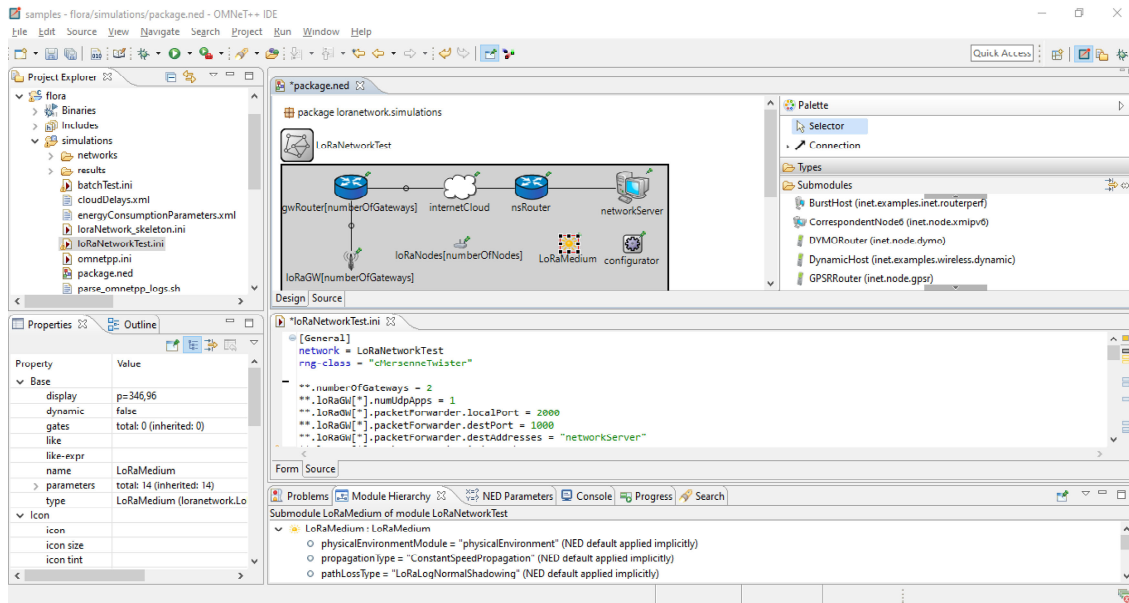 samples - flora/simulations/package.ned - OMNeT++ IDE
File Edit Source View Navigate Search Project Run Window Help
Quick Access
Project Explorer
flora
Binaries
Includes
simulations
networks
results
batchTest.ini
cloudDelays.xml
energyConsumptionParameters.xml
loraNetwork_skeleton.ini
loRaNetworkTest.ini
omnetpp.ini
package.ned
parse_omnetpp_logs.sh
*package.ned
package loranetwork.simulations
LoRaNetworkTest
gwRouter[numberOfGateways] internetCloud nsRouter networkServer
loRaNodes[numberOfNodes] LoRaMedium configurator
loRaGW[numberOfGateways]
Design Source
Palette
Selector
Connection
Types
Submodules
BurstHost (inet.examples.inet.routerperf)
CorrespondentNode6 (inet.node.xmipv6)
DYMORouter (inet.node.dymo)
DynamicHost (inet.examples.wireless.dynamic)
GPSRRouter (inet.node.gpsr)
Properties Outline
Property Value
Base
display p=346,96
dynamic false
gates total: 0 (inherited: 0)
like
like-expr
name LoRaMedium
parameters total: 14 (inherited: 14)
type LoRaMedium (loranetwork.Lo
Icon
icon
icon size
icon tint
*loRaNetworkTest.ini
[General]
network = LoRaNetworkTest
rng-class = "cMersenneTwister"
**.numberOfGateways = 2
**.loRaGW[*].numUdpApps = 1
**.loRaGW[*].packetForwarder.localPort = 2000
**.loRaGW[*].packetForwarder.destPort = 1000
**.loRaGW[*].packetForwarder.destAddresses = "networkServer"
Form Source
Problems Module Hierarchy NED Parameters Console Progress Search
Submodule LoRaMedium of module LoRaNetworkTest
LoRaMedium : LoRaMedium
physicalEnvironmentModule = "physicalEnvironment" (NED default applied implicitly)
propagationType = "ConstantSpeedPropagation" (NED default applied implicitly)
pathLossType = "LoRaLogNormalShadowing" (NED default applied implicitly)